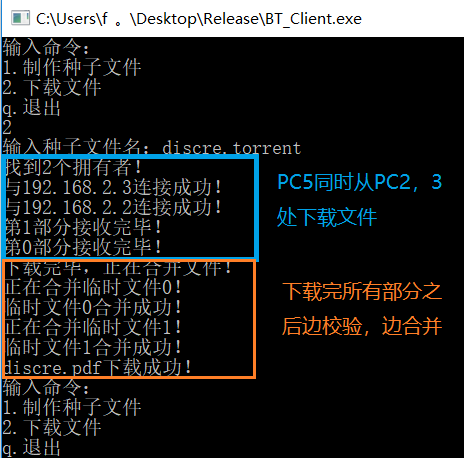 C:\Users\f 。\Desktop\Release\BT_Client.exe
输入命令:
1.制作种子文件
2.下载文件
q.退出
2
输入种子文件名: discre.torrent
找到2个拥有者!
与192.168.2.3连接成功!
与192.168.2.2连接成功!
第1部分接收完毕!
第0部分接收完毕!
PC5同时从PC2，3
处下载文件
下载完毕，正在合并文件!
正在合并临时文件0!
临时文件0合并成功!
正在合并临时文件1!
临时文件1合并成功!
discre.pdf下载成功!
下载完所有部分之
后边校验，边合并
输入命令:
1.制作种子文件
2.下载文件
q.退出